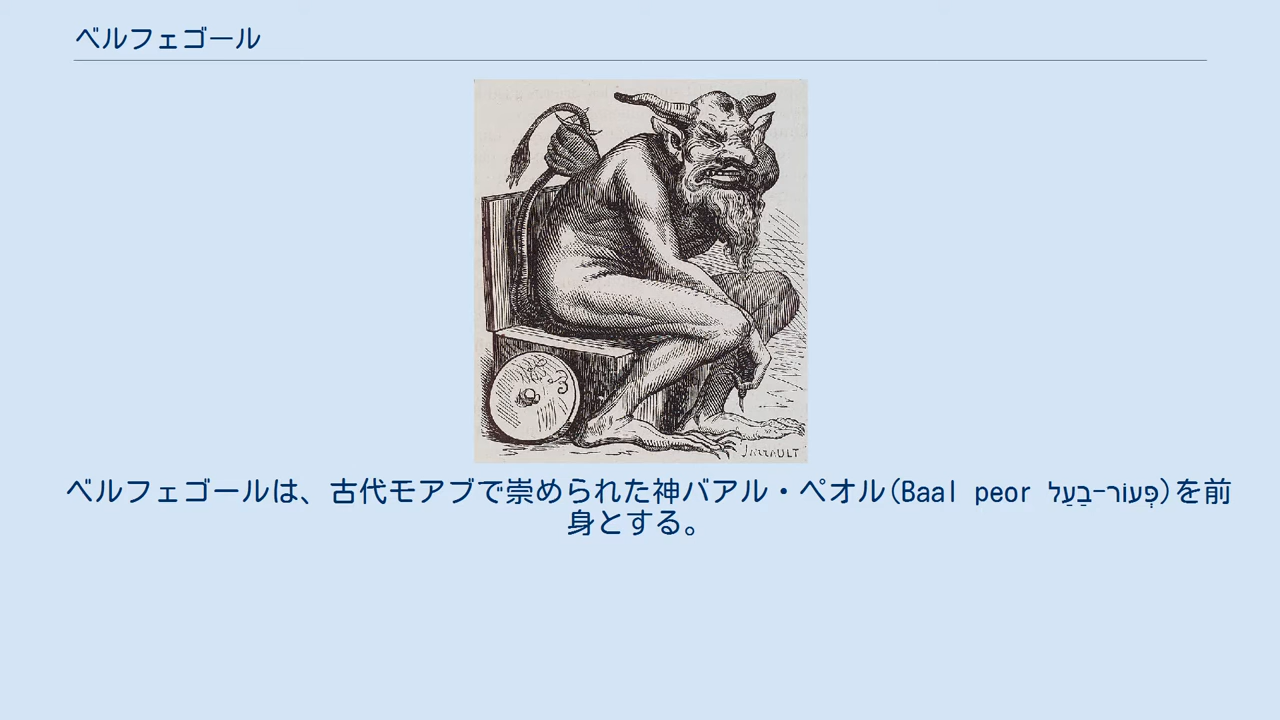 ベルフェゴール
JARRAULT
ベルフェゴールは、古代モアブで崇められた神バアル・ペオル(Baal peor בַּעַל-פְּעוֹר)を前
身とする。